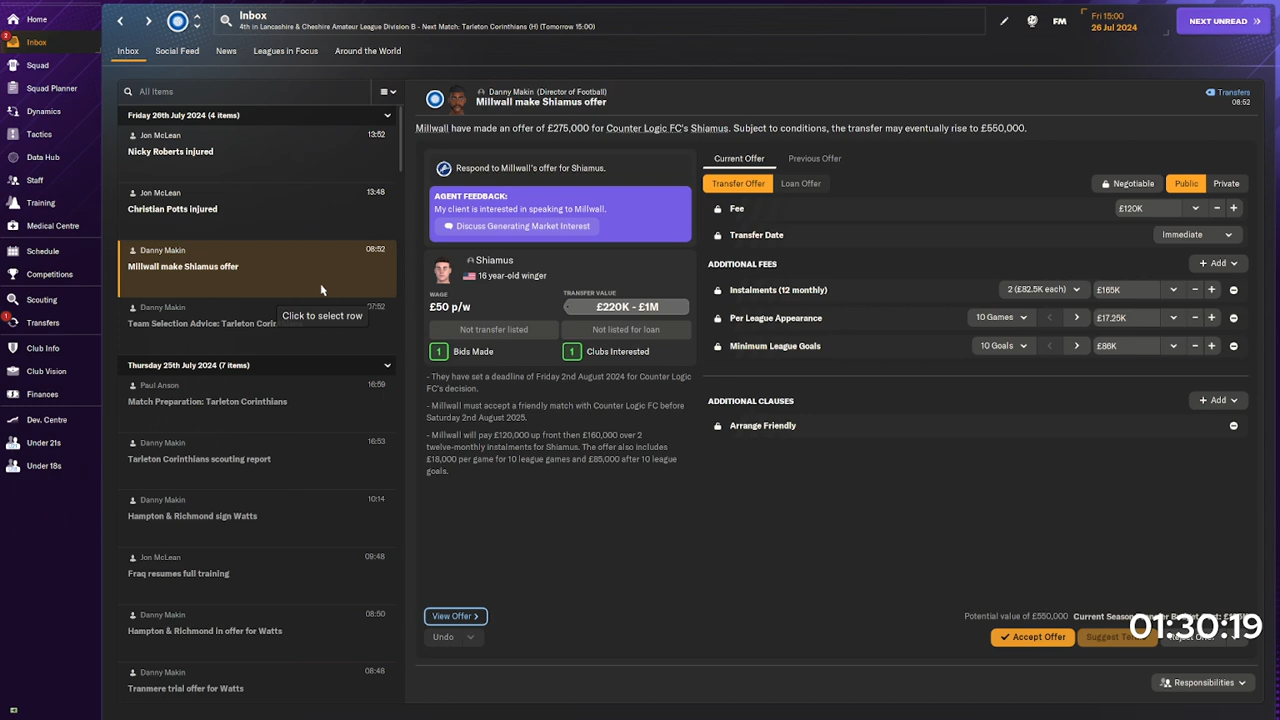 Home
2
Inbox
Squad
Squad Planner
Dynamics
Tactics
Data Hub
Staff
Training
Medical Centre
Schedule
Competitions
Scouting
1
Transfers
Club Info
Club Vision
Finances
Dev. Centre
Under 21s
Under 18s
Inbox
4th in Lancashire & Cheshire Amateur League Division B - Next Match: Tarleton Corinthians (H) (Tomorrow 15:00)
FM
Fri 15:00
26 Jul 2024
NEXT UNREAD
Inbox
Social Feed
News
Leagues in Focus
Around the World
All Items
Friday 26th July 2024 (4 items)
Jon McLean 13:52
Nicky Roberts injured
Jon McLean 13:48
Christian Potts injured
Danny Makin 08:52
Millwall make Shiamus offer
Danny Makin 07:52
Team Selection Advice: Tarleton
Click to select row
Thursday 25th July 2024 (7 items)
Paul Anson 16:59
Match Preparation: Tarleton Corinthians
Danny Makin 16:53
Tarleton Corinthians scouting report
Danny Makin 10:14
Hampton & Richmond sign Watts
Jon McLean 09:48
Fraq resumes full training
Danny Makin 08:50
Hampton & Richmond in offer for Watts
Danny Makin 08:48
Tranmere trial offer for Watts
Danny Makin (Director of Football)
Millwall make Shiamus offer
Transfers
08:52
Millwall have made an offer of £275,000 for Counter Logic FC's Shiamus. Subject to conditions, the transfer may eventually rise to £550,000.
Respond to Millwall's offer for Shiamus.
AGENT FEEDBACK:
My client is interested in speaking to Millwall.
Discuss Generating Market Interest
Shiamus
16 year-old winger
WAGE
£50 p/w
TRANSFER VALUE
£220K - £1M
Not transfer listed
Not listed for loan
1 Bids Made
1 Clubs Interested
- They have set a deadline of Friday 2nd August 2024 for Counter Logic
FC's decision.
- Millwall must accept a friendly match with Counter Logic FC before
Saturday 2nd August 2025.
- Millwall will pay £120,000 up front then £160,000 over 2
twelve-monthly instalments for Shiamus. The offer also includes
£18,000 per game for 10 league games and £85,000 after 10 league
goals.
View Offer >
Undo
Current Offer
Previous Offer
Transfer Offer
Loan Offer
Negotiable
Public
Private
Fee
£120K - +
Transfer Date
Immediate
ADDITIONAL FEES
+ Add
Instalments (12 monthly)
2 (£82.5K each)
£165K - +
Per League Appearance
10 Games < >
£17.25K - +
Minimum League Goals
10 Goals < >
£86K - +
ADDITIONAL CLAUSES
+ Add
Arrange Friendly
Potential value of £550,000 Current Season
Accept Offer
Suggest
01:30:19
Responsibilities